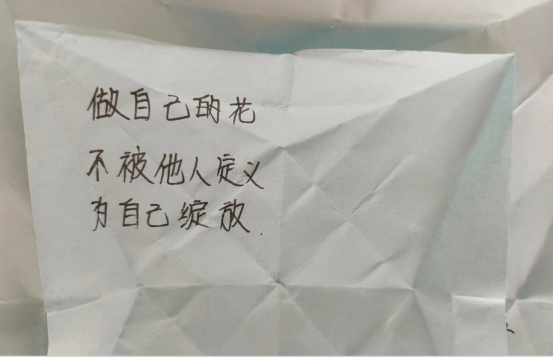 做自己的花
不被他人定义
为自己绽放.